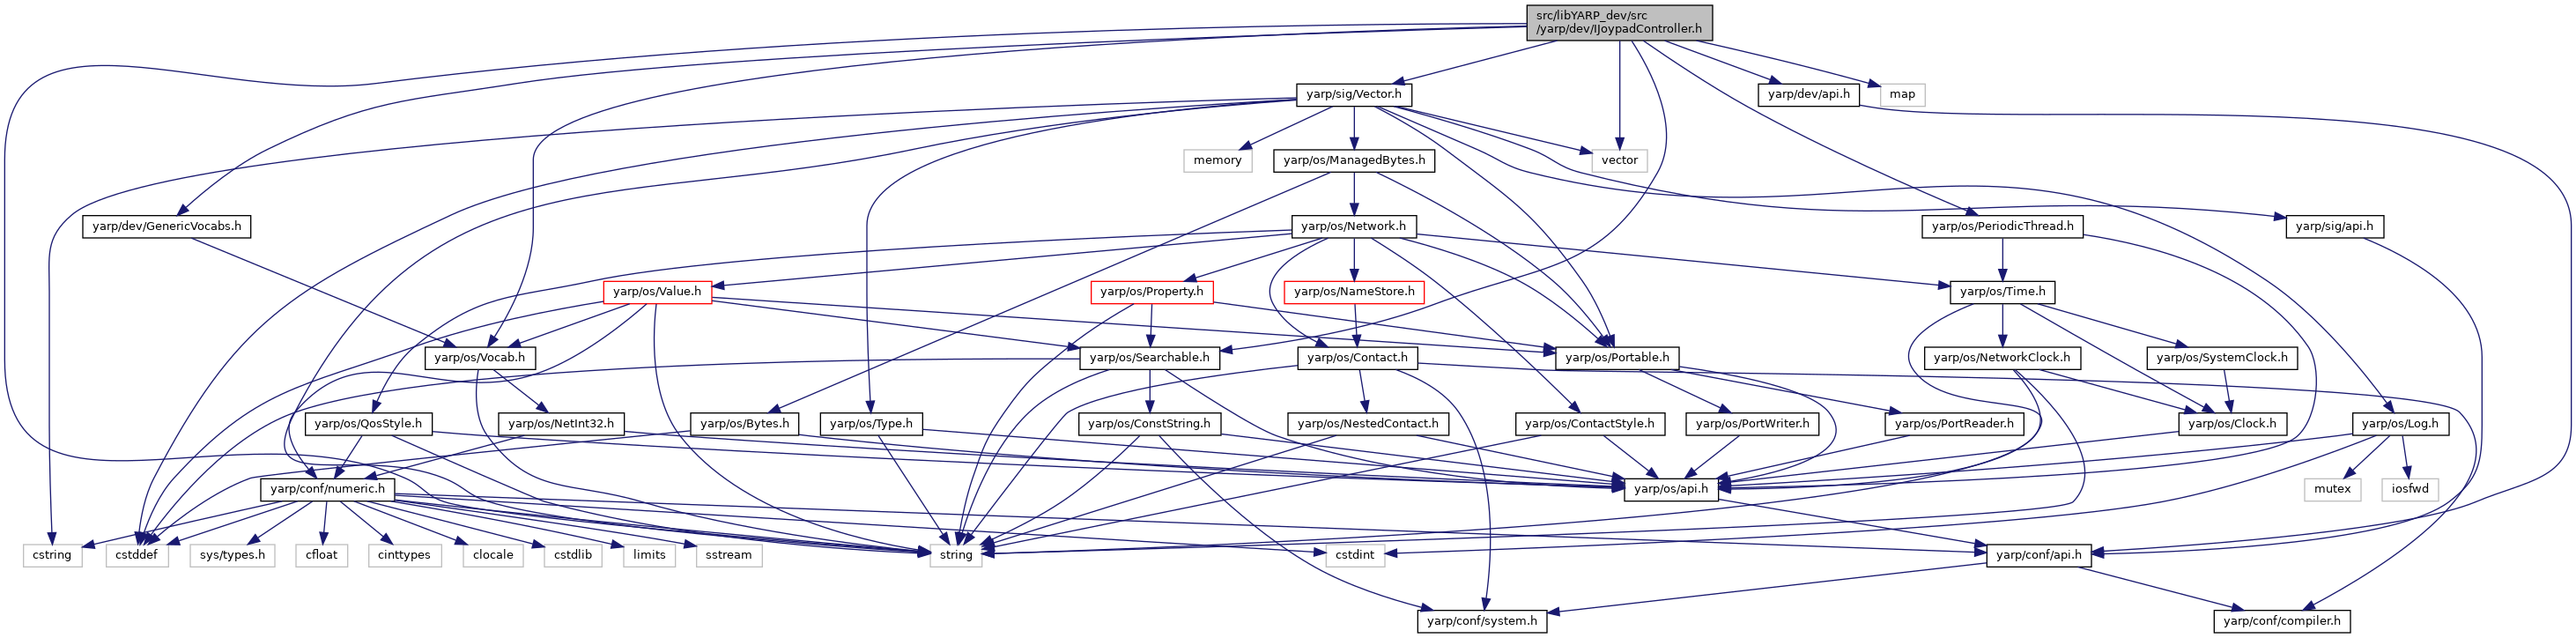 src/libYARP_dev/src
/yarp/dev/IJoypadController.h
yarp/sig/Vector.h
yarp/dev/api.h
map
memory
yarp/os/ManagedBytes.h
vector
yarp/dev/GenericVocabs.h
yarp/os/Network.h
yarp/os/PeriodicThread.h
yarp/sig/api.h
yarp/os/Value.h
yarp/os/Property.h
yarp/os/NameStore.h
yarp/os/Time.h
yarp/os/Vocab.h
yarp/os/Searchable.h
yarp/os/Contact.h
yarp/os/Portable.h
yarp/os/NetworkClock.h
yarp/os/SystemClock.h
yarp/os/QosStyle.h
yarp/os/NetInt32.h
yarp/os/Bytes.h
yarp/os/Type.h
yarp/os/ConstString.h
yarp/os/NestedContact.h
yarp/os/ContactStyle.h
yarp/os/PortWriter.h
yarp/os/PortReader.h
yarp/os/Clock.h
yarp/os/Log.h
yarp/conf/numeric.h
yarp/os/api.h
mutex
iosfwd
cstring
cstddef
sys/types.h
cfloat
cinttypes
clocale
cstdlib
limits
sstream
string
cstdint
yarp/conf/api.h
yarp/conf/system.h
yarp/conf/compiler.h